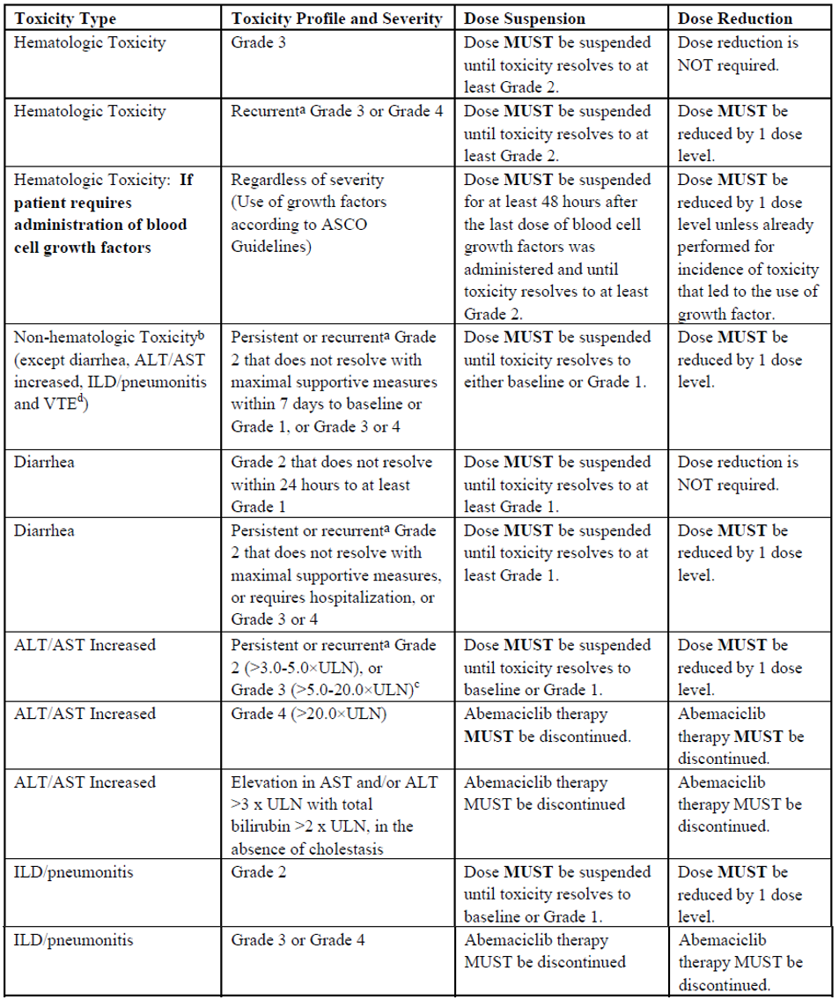 Toxicity Type
Toxicity Profile and Severity
Dose Suspension
Dose Reduction
Hematologic Toxicity
Grade 3
Dose MUST be suspended
until toxicity resolves to at
least Grade 2.
Dose reduction is
NOT required.
Hematologic Toxicity
Recurrentᵃ Grade 3 or Grade 4
Dose MUST be suspended
until toxicity resolves to at
least Grade 2.
Dose MUST be
reduced by 1 dose
level.
Hematologic Toxicity: If
patient requires
administration of blood
cell growth factors
Regardless of severity
(Use of growth factors
according to ASCO
Guidelines)
Dose MUST be suspended
for at least 48 hours after
the last dose of blood cell
growth factors was
administered and until
toxicity resolves to at least
Grade 2.
Dose MUST be
reduced by 1 dose
level unless already
performed for
incidence of toxicity
that led to the use of
growth factor.
Non-hematologic Toxicityᵇ
(except diarrhea, ALT/AST
increased, ILD/pneumonitis
and VTEᵈ)
Persistent or recurrentᵃ Grade
2 that does not resolve with
maximal supportive measures
within 7 days to baseline or
Grade 1, or Grade 3 or 4
Dose MUST be suspended
until toxicity resolves to
either baseline or Grade 1.
Dose MUST be
reduced by 1 dose
level.
Diarrhea
Grade 2 that does not resolve
within 24 hours to at least
Grade 1
Dose MUST be suspended
until toxicity resolves to at
least Grade 1.
Dose reduction is
NOT required.
Diarrhea
Persistent or recurrentᵃ Grade
2 that does not resolve with
maximal supportive measures,
or requires hospitalization, or
Grade 3 or 4
Dose MUST be suspended
until toxicity resolves to at
least Grade 1.
Dose MUST be
reduced by 1 dose
level.
ALT/AST Increased
Persistent or recurrentᵃ Grade
2 (>3.0-5.0×ULN), or
Grade 3 (>5.0-20.0×ULN)ᶜ
Dose MUST be suspended
until toxicity resolves to
baseline or Grade 1.
Dose MUST be
reduced by 1 dose
level.
ALT/AST Increased
Grade 4 (>20.0×ULN)
Abemaciclib therapy
MUST be discontinued.
Abemaciclib
therapy MUST be
discontinued.
ALT/AST Increased
Elevation in AST and/or ALT
>3 x ULN with total
bilirubin >2 x ULN, in the
absence of cholestasis
Abemaciclib therapy
MUST be discontinued
Abemaciclib
therapy MUST be
discontinued.
ILD/pneumonitis
Grade 2
Dose MUST be suspended
until toxicity resolves to
baseline or Grade 1.
Dose MUST be
reduced by 1 dose
level.
ILD/pneumonitis
Grade 3 or Grade 4
Abemaciclib therapy
MUST be discontinued
Abemaciclib
therapy MUST be
discontinued.